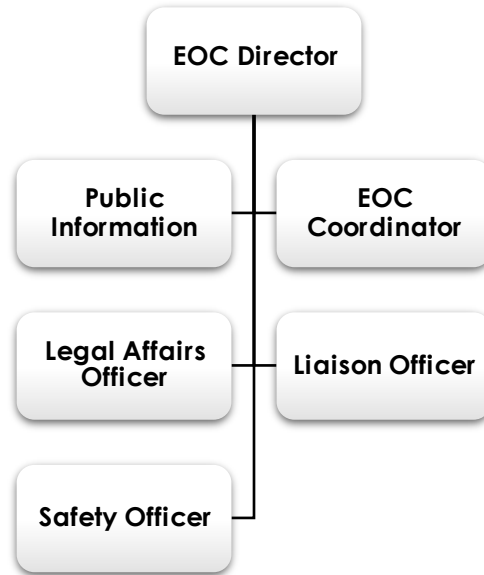 EOC Director
Public
Information
EOC
Coordinator
Legal Affairs
Officer
Liaison Officer
Safety Officer